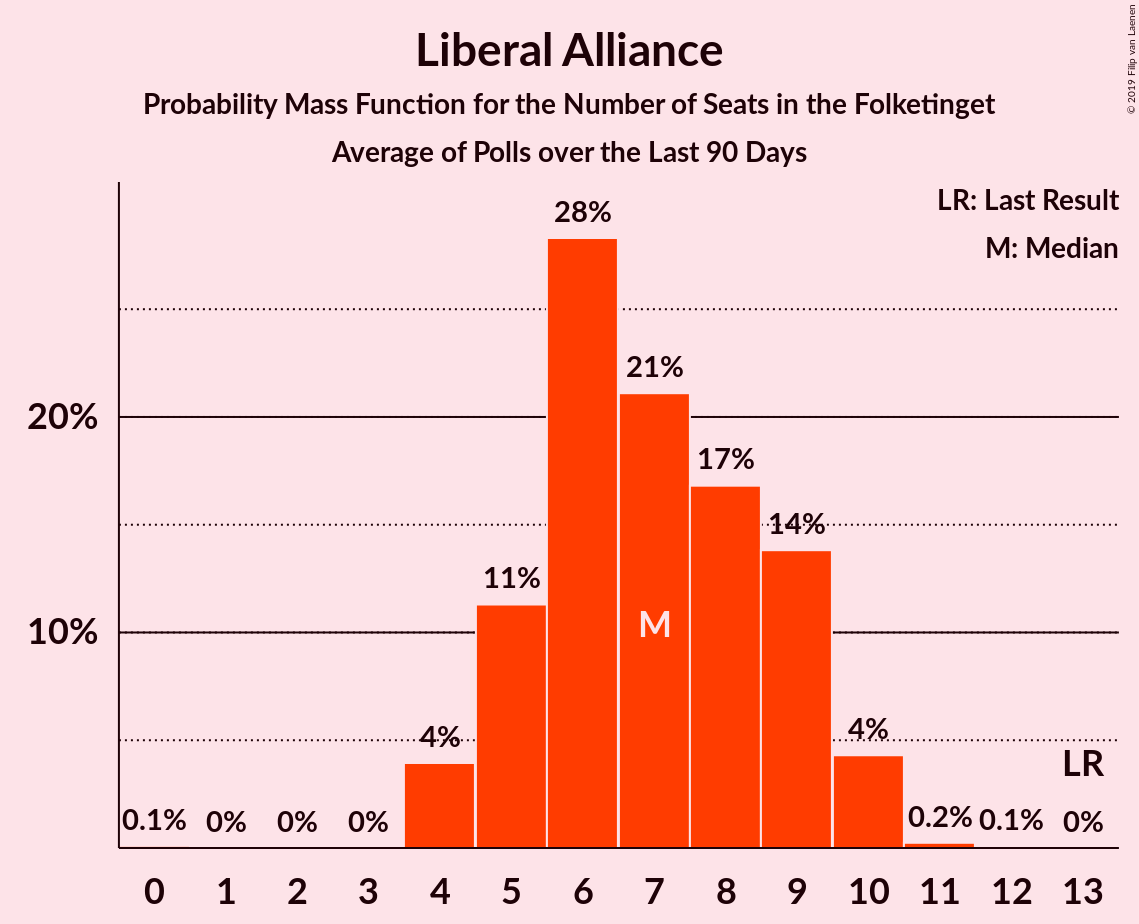 Liberal Alliance
Probability Mass Function for the Number of Seats in the Folketinget
Average of Polls over the Last 90 Days
© 2019 Filip van Laenen
LR: Last Result
M: Median
28%
21%
20%
17%
14%
11%
10%
M
4%
4%
LR
0.1% 0% 0% 0% 0.2% 0.1% 0%
0 1 2 3 4 5 6 7 8 9 10 11 12 13